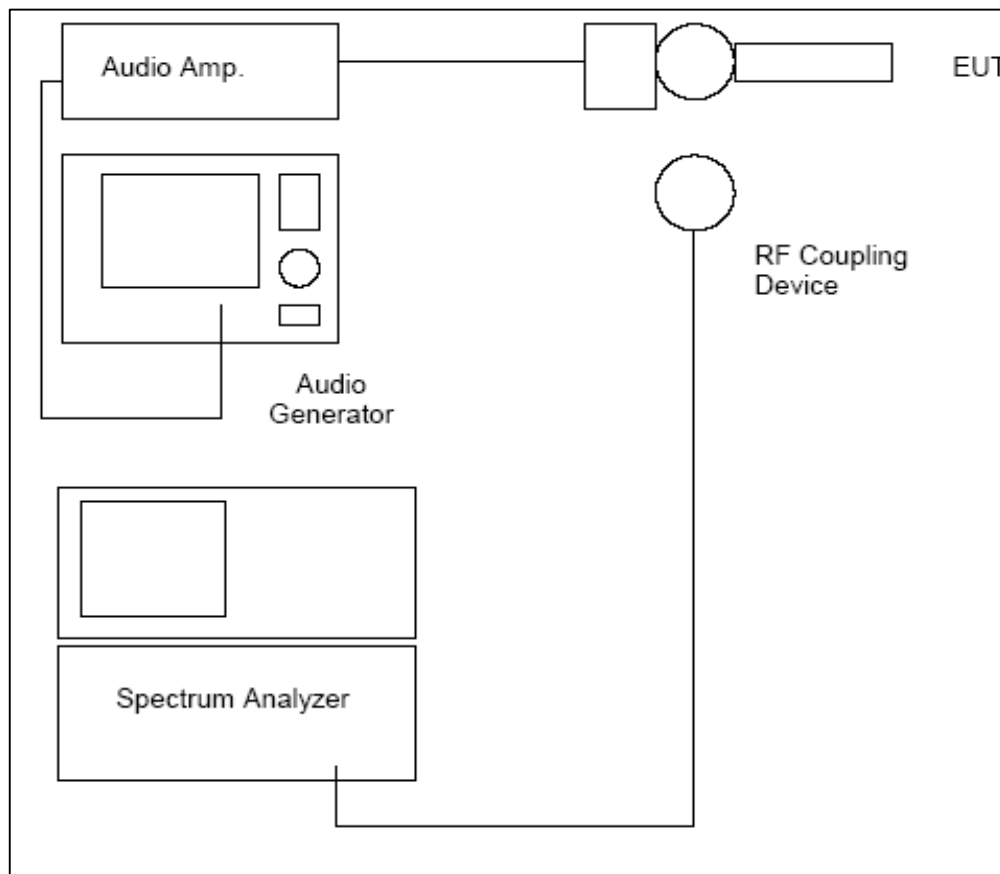 Audio Amp.
EUT
RF Coupling
Device
Audio
Generator
Spectrum Analyzer